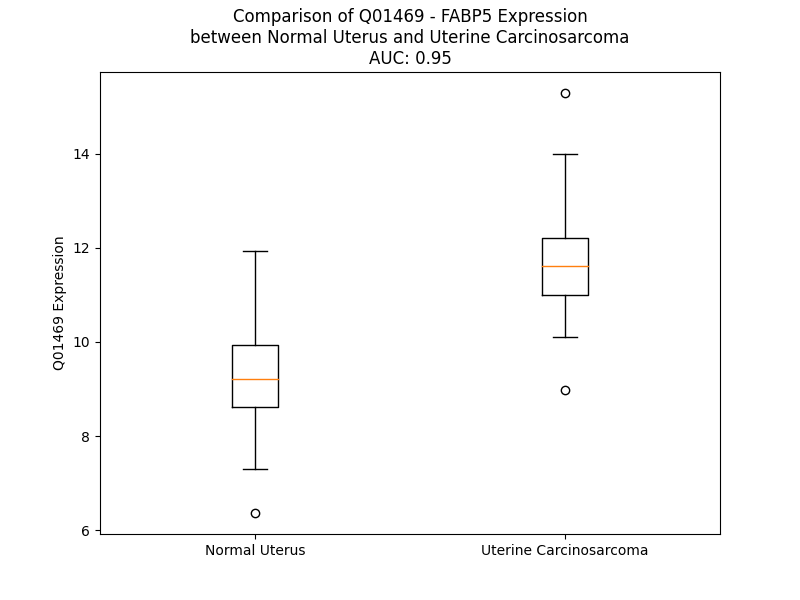 Comparison of Q01469 - FABP5 Expression
between Normal Uterus and Uterine Carcinosarcoma
AUC: 0.95
14
12
10
8
6
Q01469 Expression
Normal Uterus
Uterine Carcinosarcoma